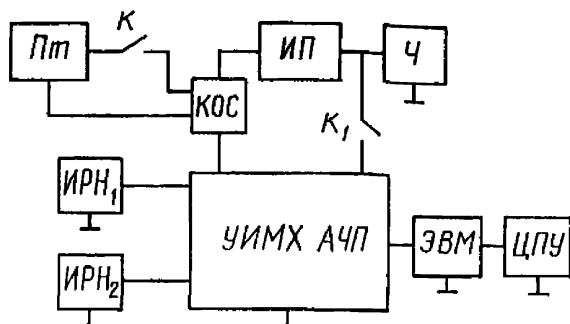 Пт
К
ИП
Ч
КОС
К₁
ИРН₁
УИМХ АЧП
ЭВМ
ЦПУ
ИРН₂